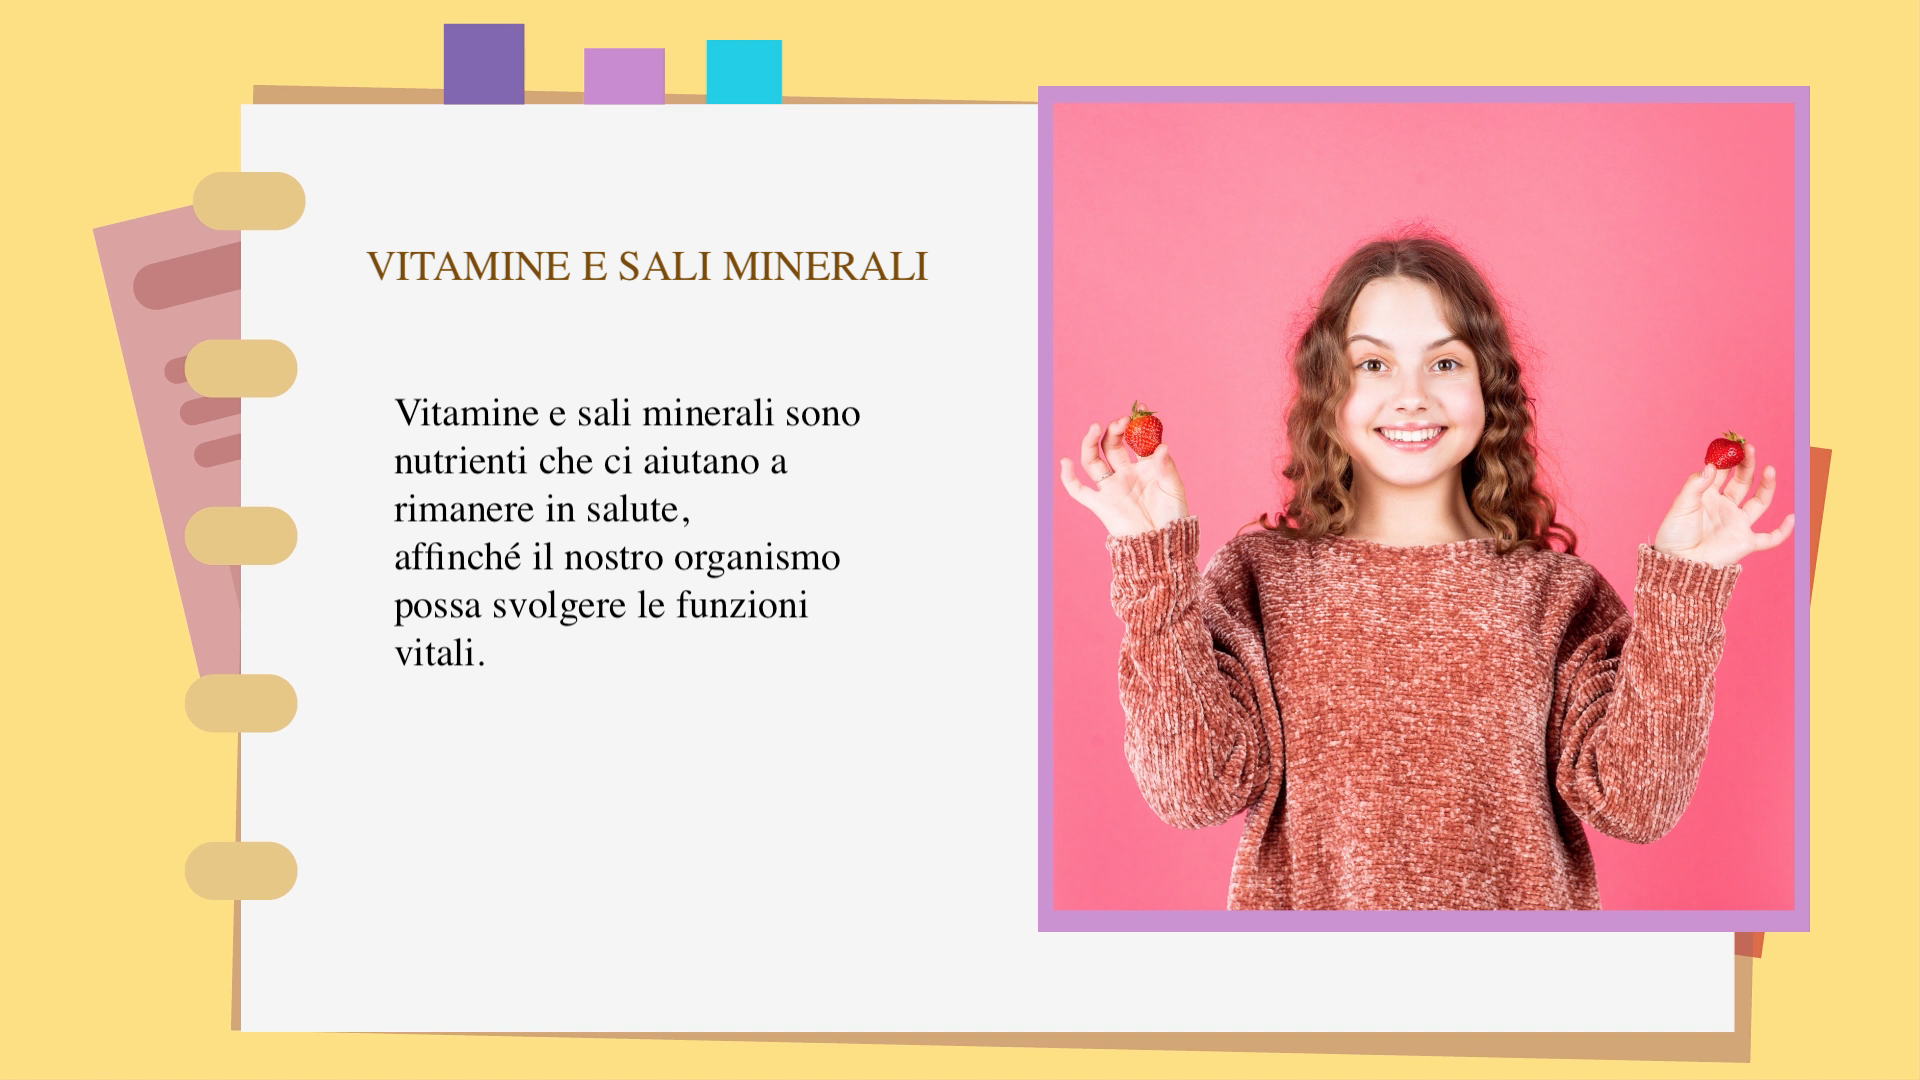 VITAMINE E SALI MINERALI
Vitamine e sali minerali sono
nutrienti che ci aiutano a
rimanere in salute,
affinché il nostro organismo
possa svolgere le funzioni
vitali.